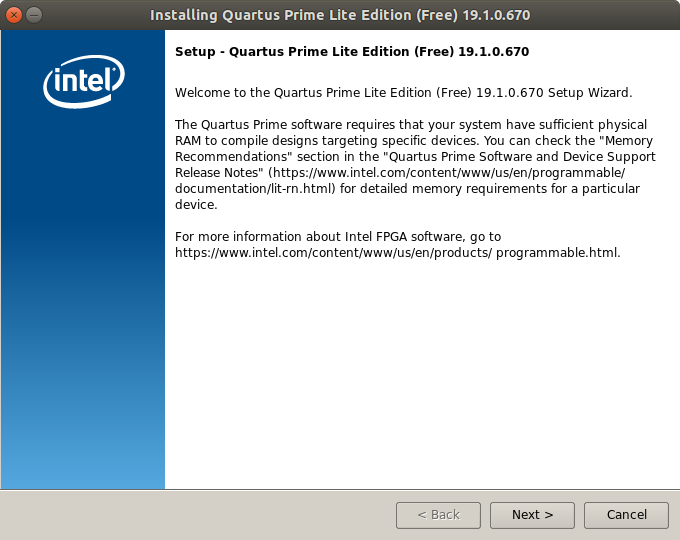 Installing Quartus Prime Lite Edition (Free) 19.1.0.670
intel
Setup - Quartus Prime Lite Edition (Free) 19.1.0.670
Welcome to the Quartus Prime Lite Edition (Free) 19.1.0.670 Setup Wizard.
The Quartus Prime software requires that your system have sufficient physical
RAM to compile designs targeting specific devices. You can check the "Memory
Recommendations" section in the "Quartus Prime Software and Device Support
Release Notes" (https://www.intel.com/content/www/us/en/programmable/
documentation/lit-rn.html) for detailed memory requirements for a particular
device.
For more information about Intel FPGA software, go to
https://www.intel.com/content/www/us/en/products/ programmable.html.
< Back Next > Cancel